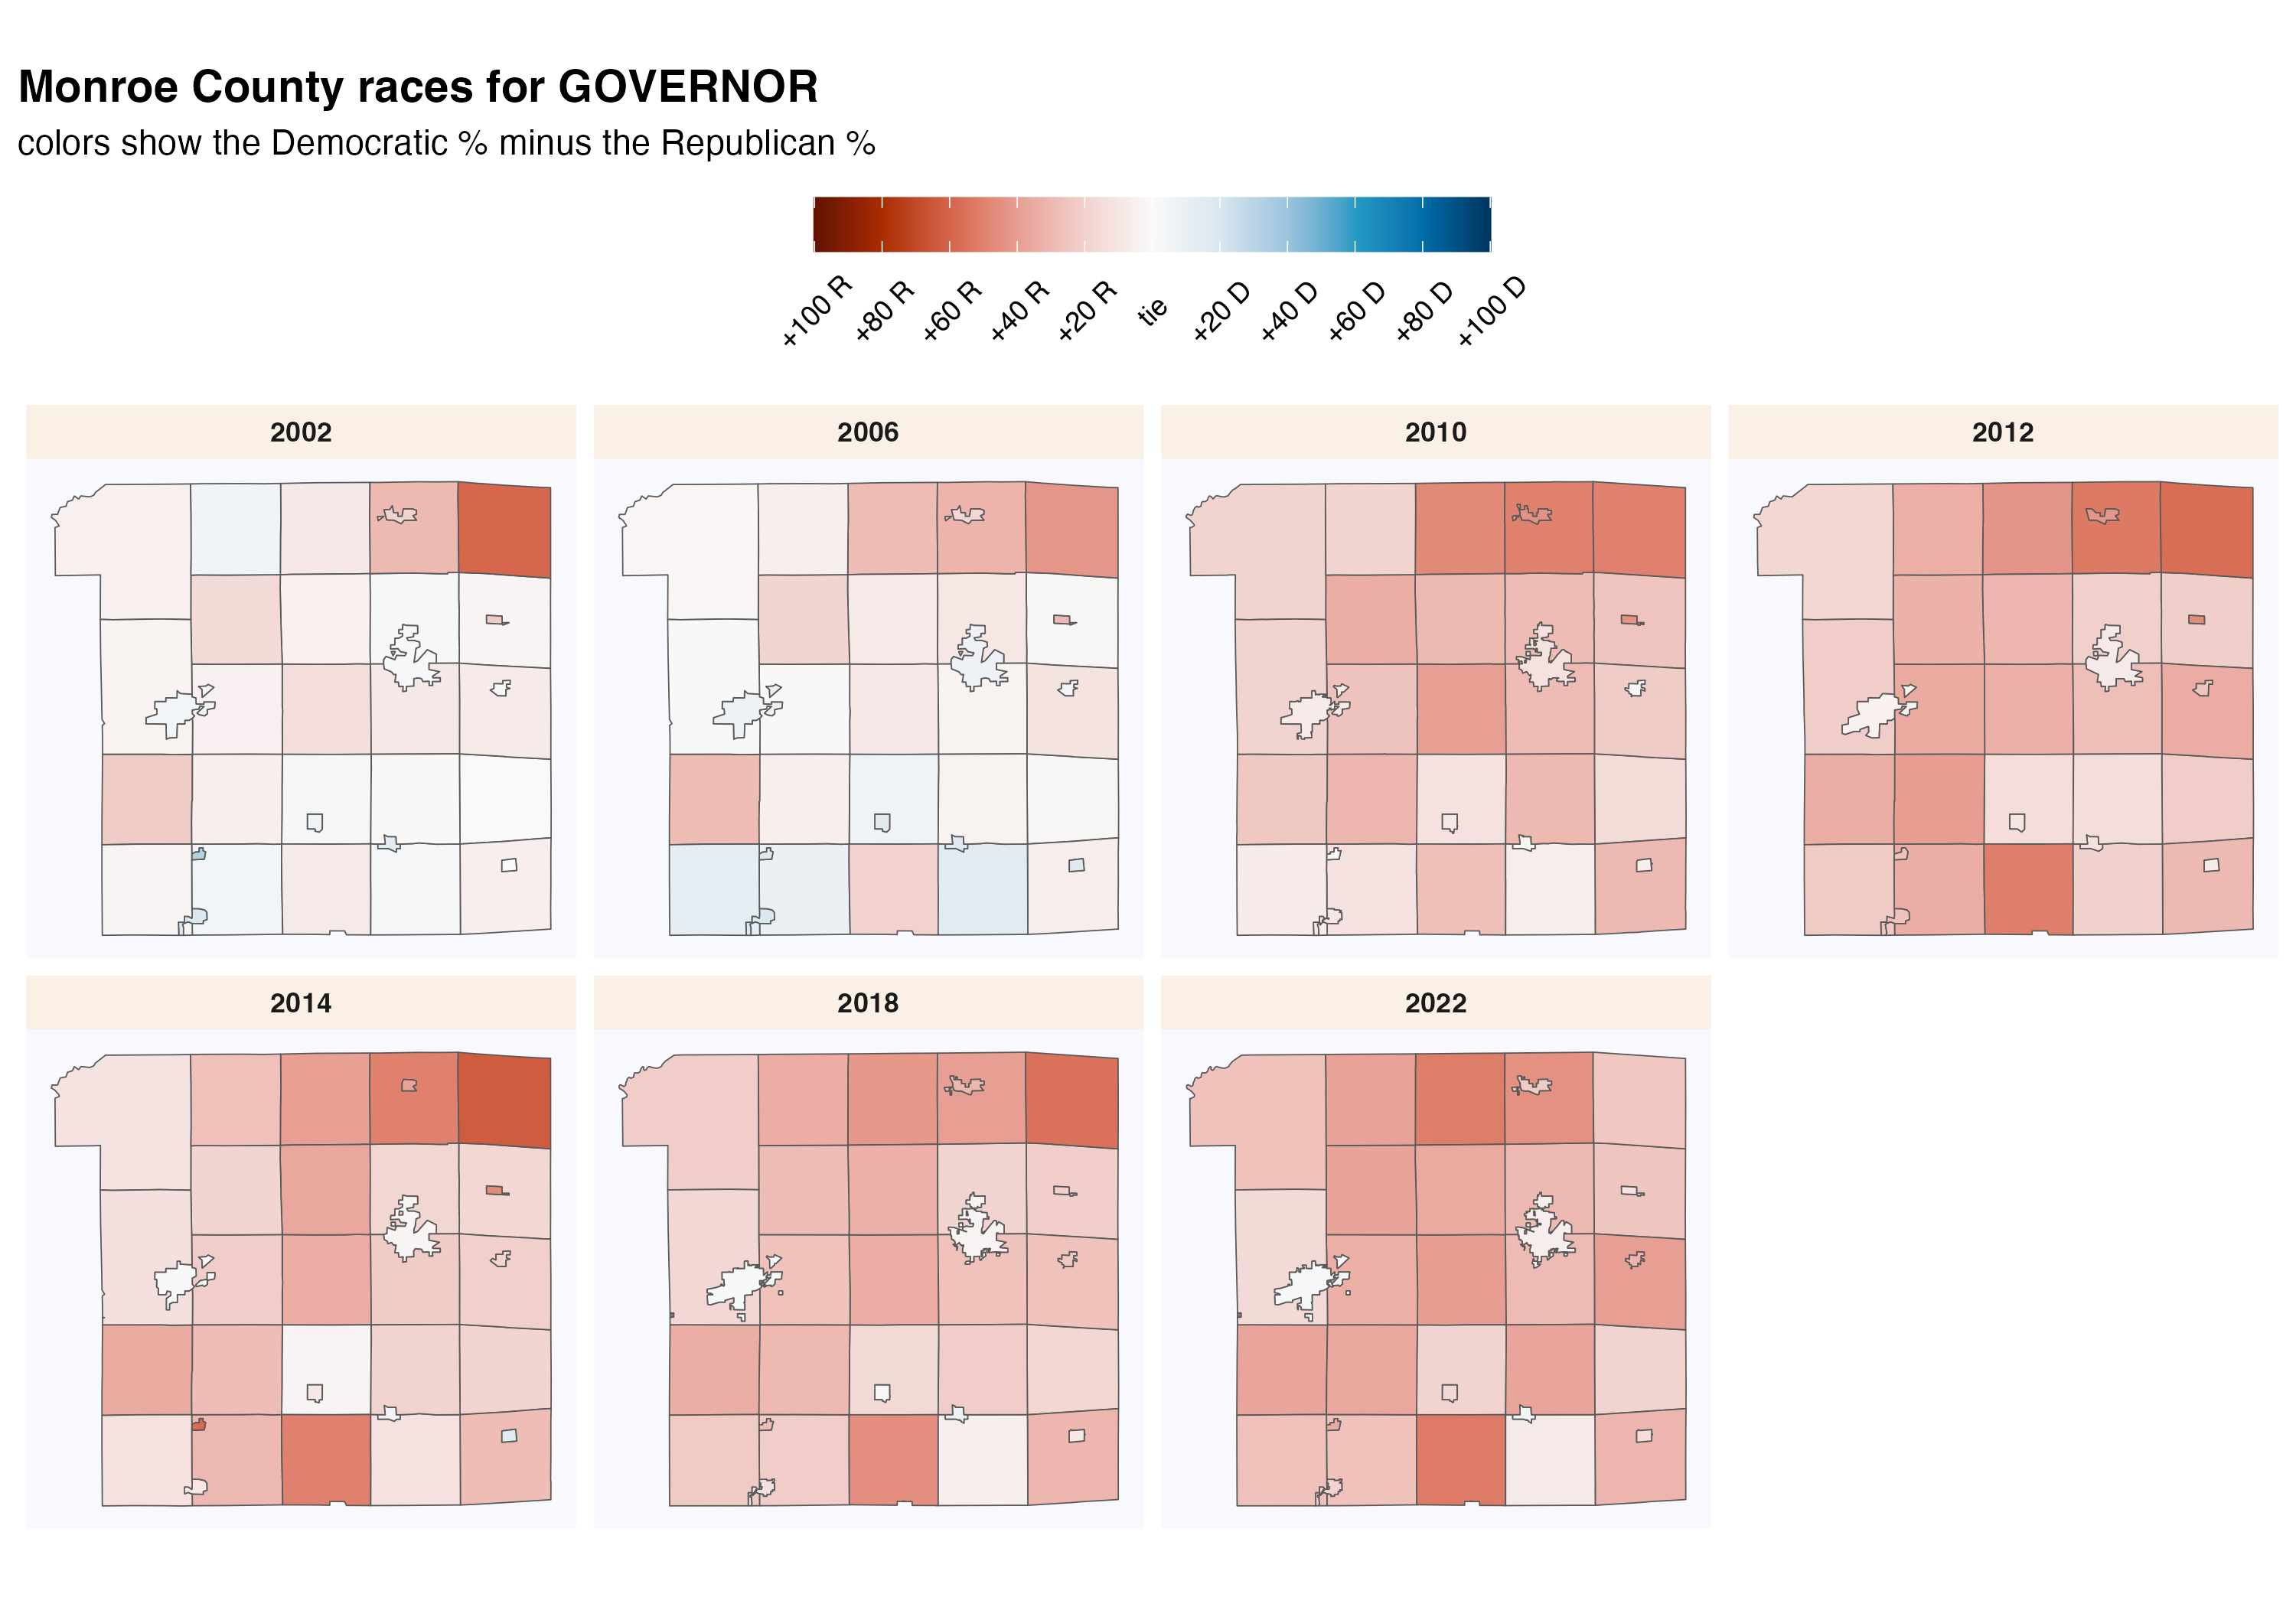 Monroe County races for GOVERNOR
colors show the Democratic % minus the Republican %
+100 R +80 R +60 R +40 R +20 R tie +20 D +40 D +60 D +80 D +100 D
2002 2006 2010 2012
2014 2018 2022